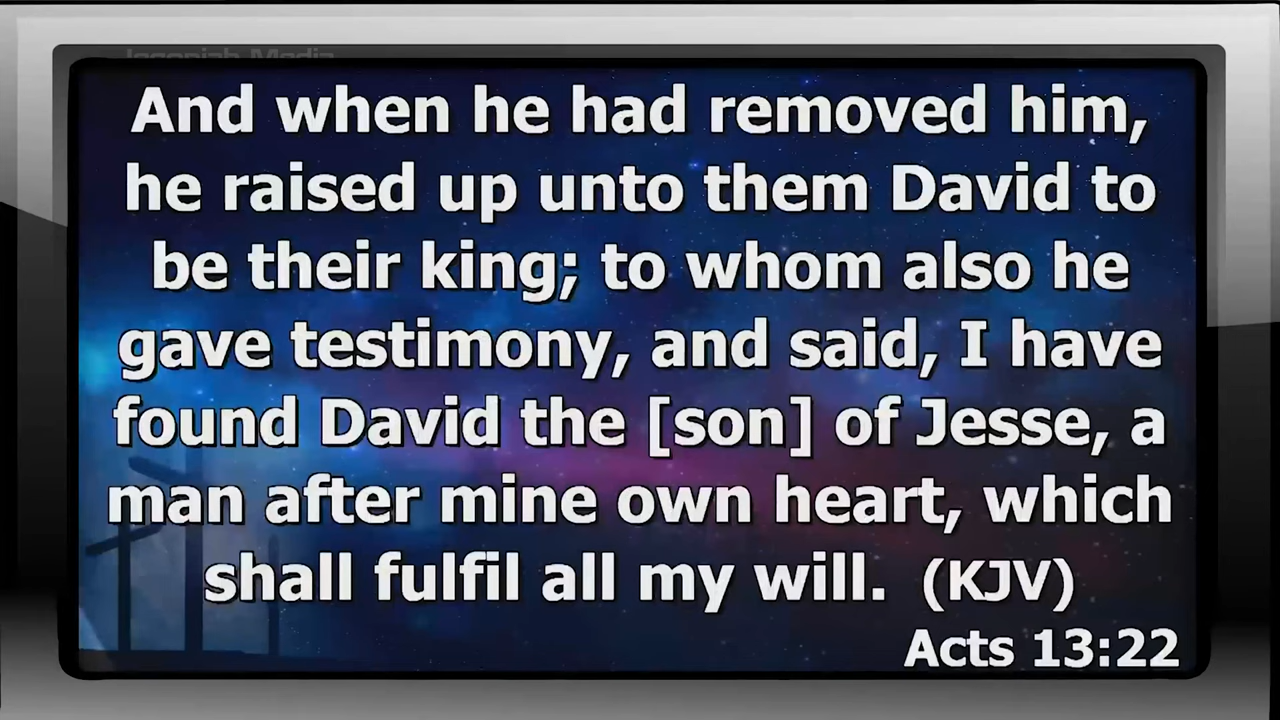 And when he had removed him,
he raised up unto them David to
be their king; to whom also he
gave testimony, and said, I have
found David the [son] of Jesse, a
man after mine own heart, which
shall fulfil all my will. (KJV)
Acts 13:22